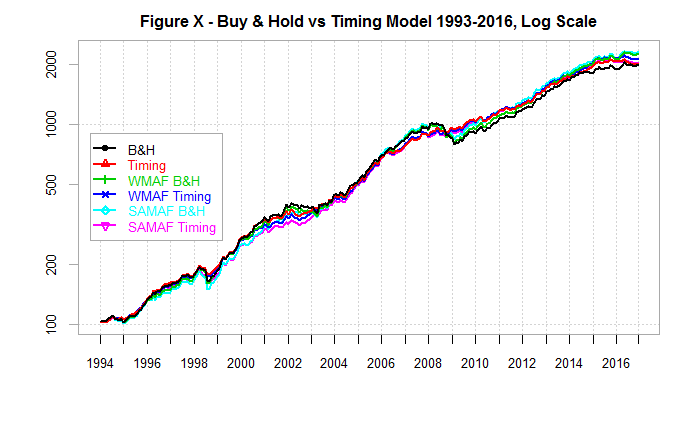 Figure X - Buy & Hold vs Timing Model 1993-2016, Log Scale
2000
1000
500
200
100
B&H
Timing
WMAF B&H
WMAF Timing
SAMAF B&H
SAMAF Timing
1994 1996 1998 2000 2002 2004 2006 2008 2010 2012 2014 2016